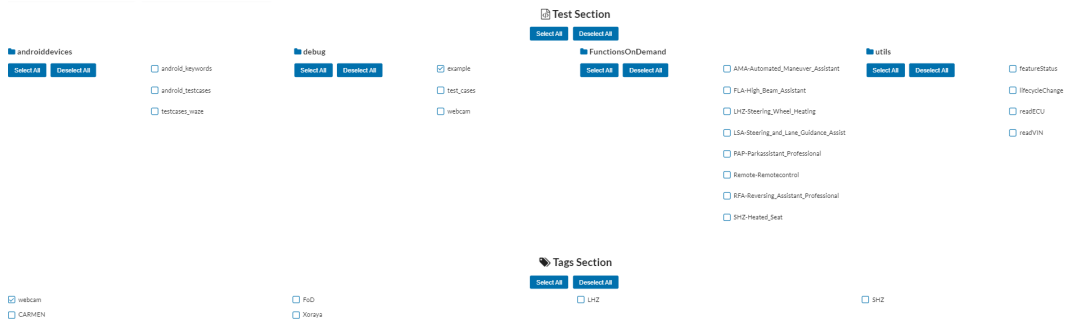 Test Section
Select All Deselect All
androiddevices
Select All Deselect All
android_keywords
android_testcases
testcases_waze
debug
Select All Deselect All
example
test_cases
webcam
FunctionsOnDemand
Select All Deselect All
AMA-Automated_Maneuver_Assistant
FLA-High_Beam_Assistant
LHZ-Steering_Wheel_Heating
LSA-Steering_and_Lane_Guidance_Assist
PAP-Parkassistant_Professional
Remote-Remotecontrol
RFA-Reversing_Assistant_Professional
SHZ-Heated_Seat
utils
Select All Deselect All
featureStatus
lifecycleChange
readECU
readVIN
Tags Section
Select All Deselect All
webcam FoD LHZ SHZ
CARMEN Xoraya